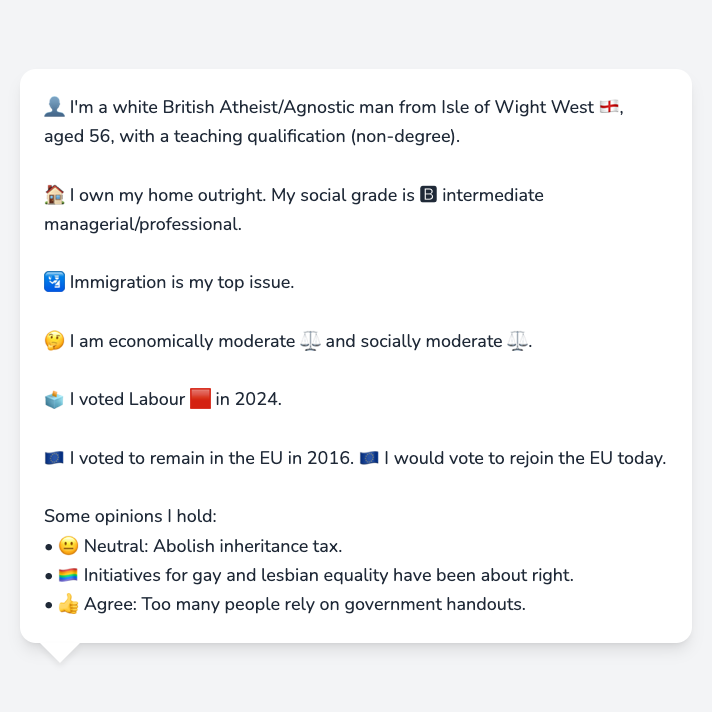 👤 I'm a white British Atheist/Agnostic man from Isle of Wight West 🏴󠁧󠁢󠁥󠁮󠁧󠁿,
aged 56, with a teaching qualification (non-degree).
🏠 I own my home outright. My social grade is 🅱 intermediate
managerial/professional.
🛂 Immigration is my top issue.
🤔 I am economically moderate ⚖️ and socially moderate ⚖️.
🗳️ I voted Labour 🟥 in 2024.
🇪🇺 I voted to remain in the EU in 2016. 🇪🇺 I would vote to rejoin the EU today.
Some opinions I hold:
• 😐 Neutral: Abolish inheritance tax.
• 🏳️‍🌈 Initiatives for gay and lesbian equality have been about right.
• 👍 Agree: Too many people rely on government handouts.